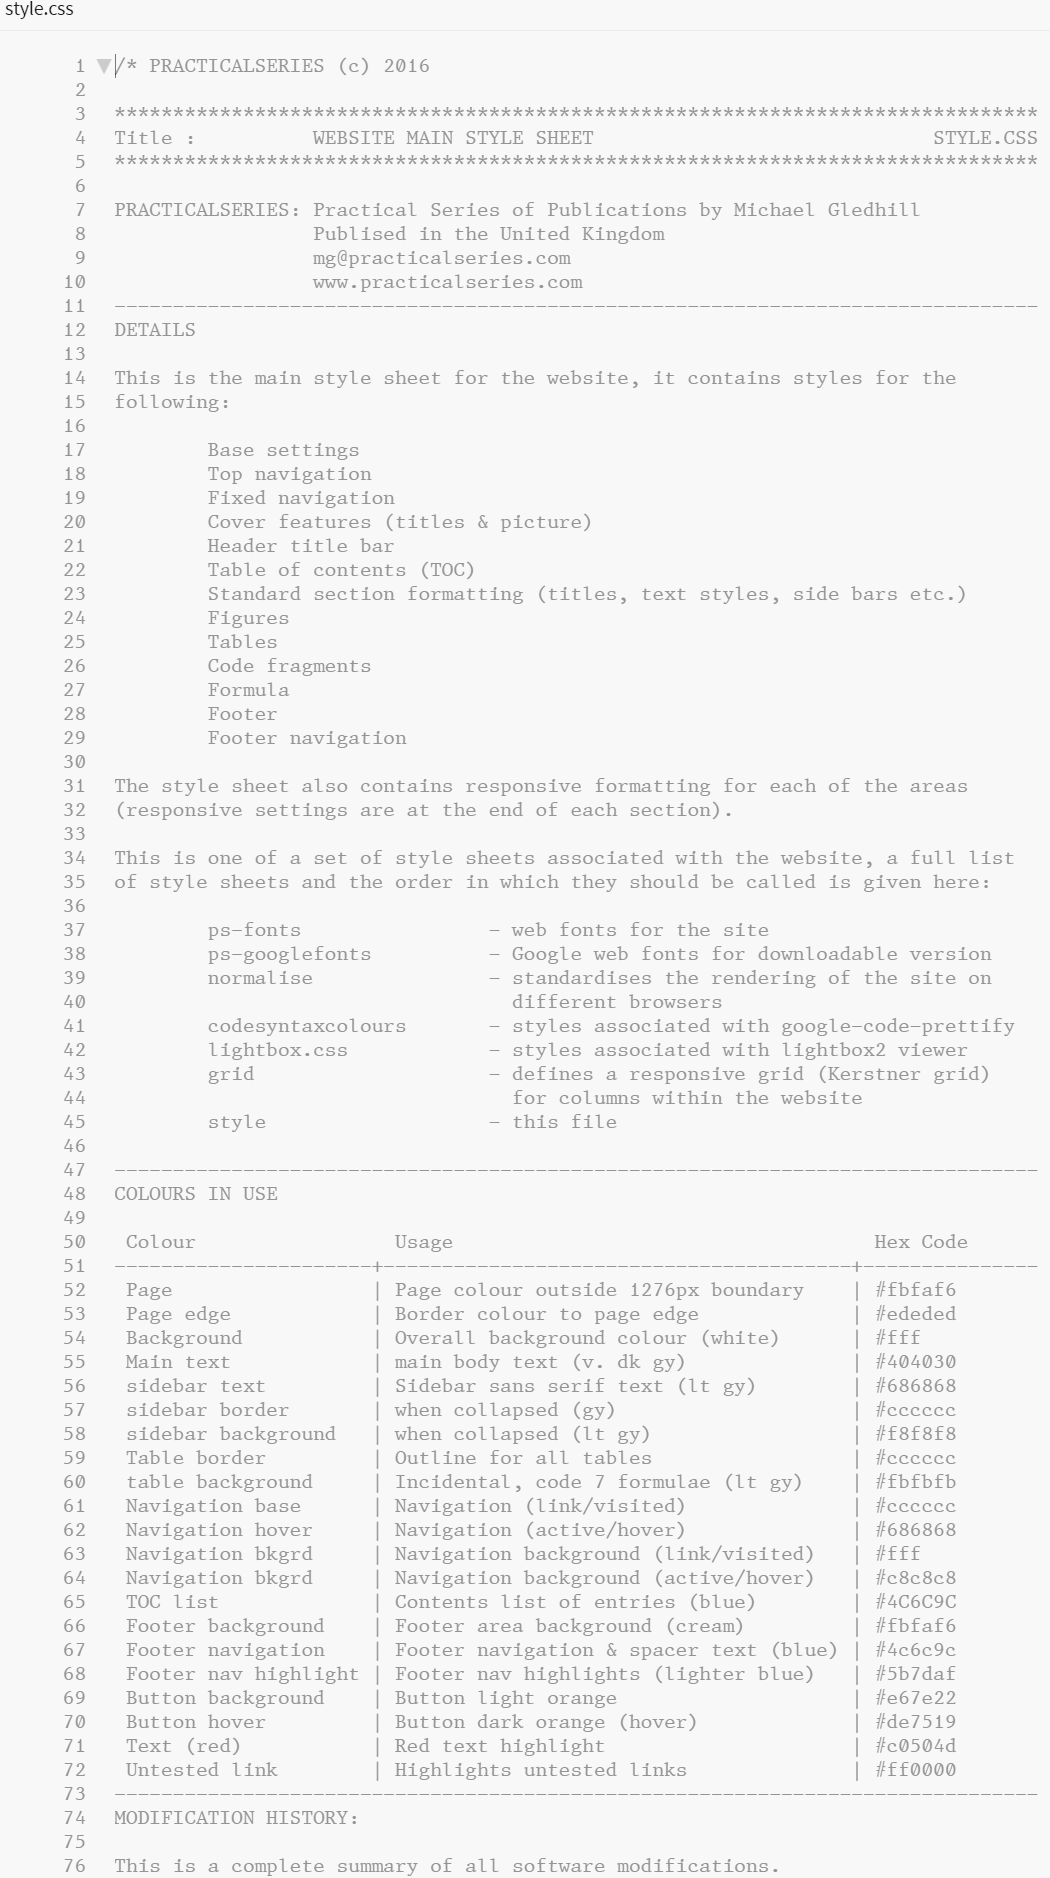 style.css
1 /* PRACTICALSERIES (c) 2016
2
3 *******************************************************************************
4 Title :          WEBSITE MAIN STYLE SHEET                             STYLE.CSS
5 *******************************************************************************
6
7 PRACTICALSERIES: Practical Series of Publications by Michael Gledhill
8                  Publised in the United Kingdom
9                  mg@practicalseries.com
10                  www.practicalseries.com
11 -------------------------------------------------------------------------------
12 DETAILS
13
14 This is the main style sheet for the website, it contains styles for the
15 following:
16
17         Base settings
18         Top navigation
19         Fixed navigation
20         Cover features (titles & picture)
21         Header title bar
22         Table of contents (TOC)
23         Standard section formatting (titles, text styles, side bars etc.)
24         Figures
25         Tables
26         Code fragments
27         Formula
28         Footer
29         Footer navigation
30
31 The style sheet also contains responsive formatting for each of the areas
32 (responsive settings are at the end of each section).
33
34 This is one of a set of style sheets associated with the website, a full list
35 of style sheets and the order in which they should be called is given here:
36
37         ps-fonts                - web fonts for the site
38         ps-googlefonts          - Google web fonts for downloadable version
39         normalise               - standardises the rendering of the site on
40                                   different browsers
41         codesyntaxcolours       - styles associated with google-code-prettify
42         lightbox.css            - styles associated with lightbox2 viewer
43         grid                    - defines a responsive grid (Kerstner grid)
44                                   for columns within the website
45         style                   - this file
46
47 -------------------------------------------------------------------------------
48 COLOURS IN USE
49
50  Colour                 Usage                                    Hex Code
51 ----------------------+----------------------------------------+---------------
52  Page                 | Page colour outside 1276px boundary    | #fbfaf6
53  Page edge            | Border colour to page edge             | #ededed
54  Background           | Overall background colour (white)      | #fff
55  Main text            | main body text (v. dk gy)              | #404030
56  sidebar text         | Sidebar sans serif text (lt gy)        | #686868
57  sidebar border       | when collapsed (gy)                    | #cccccc
58  sidebar background   | when collapsed (lt gy)                 | #f8f8f8
59  Table border         | Outline for all tables                 | #cccccc
60  table background     | Incidental, code 7 formulae (lt gy)    | #fbfbfb
61  Navigation base      | Navigation (link/visited)              | #cccccc
62  Navigation hover     | Navigation (active/hover)              | #686868
63  Navigation bkgrd     | Navigation background (link/visited)   | #fff
64  Navigation bkgrd     | Navigation background (active/hover)   | #c8c8c8
65  TOC list             | Contents list of entries (blue)        | #4C6C9C
66  Footer background    | Footer area background (cream)         | #fbfaf6
67  Footer navigation    | Footer navigation & spacer text (blue) | #4c6c9c
68  Footer nav highlight | Footer nav highlights (lighter blue)   | #5b7daf
69  Button background    | Button light orange                    | #e67e22
70  Button hover         | Button dark orange (hover)             | #de7519
71  Text (red)           | Red text highlight                     | #c0504d
72  Untested link        | Highlights untested links              | #ff0000
73 -------------------------------------------------------------------------------
74 MODIFICATION HISTORY:
75
76 This is a complete summary of all software modifications.